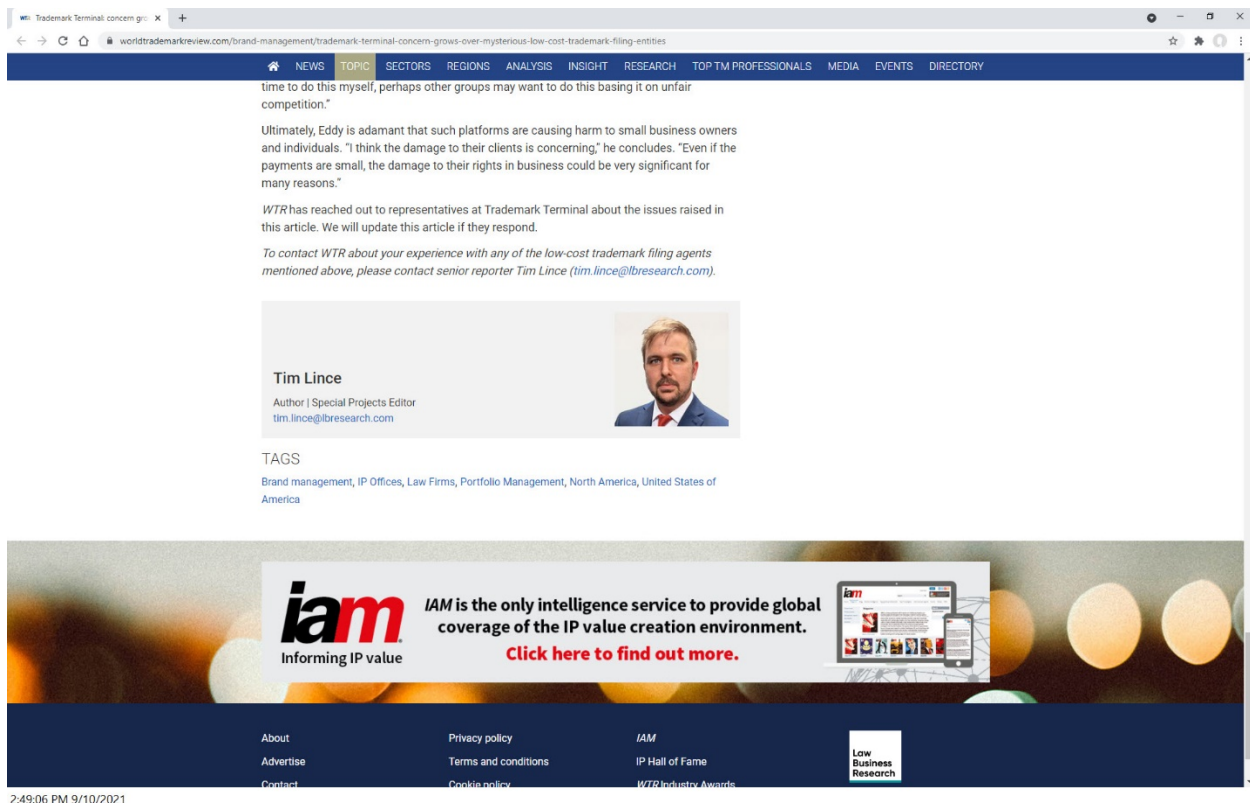 WTR Trademark Terminal: concern gro
worldtrademarkreview.com/brand-management/trademark-terminal-concern-grows-over-mysterious-low-cost-trademark-filing-entities
NEWS TOPIC SECTORS REGIONS ANALYSIS INSIGHT RESEARCH TOP TM PROFESSIONALS MEDIA EVENTS DIRECTORY
time to do this myself, perhaps other groups may want to do this basing it on unfair
competition."
Ultimately, Eddy is adamant that such platforms are causing harm to small business owners
and individuals. "I think the damage to their clients is concerning," he concludes. "Even if the
payments are small, the damage to their rights in business could be very significant for
many reasons."
WTR has reached out to representatives at Trademark Terminal about the issues raised in
this article. We will update this article if they respond.
To contact WTR about your experience with any of the low-cost trademark filing agents
mentioned above, please contact senior reporter Tim Lince (tim.lince@lbresearch.com).
Tim Lince
Author | Special Projects Editor
tim.lince@lbresearch.com
TAGS
Brand management, IP Offices, Law Firms, Portfolio Management, North America, United States of
America
iam
Informing IP value
IAM is the only intelligence service to provide global
coverage of the IP value creation environment.
Click here to find out more.
iam
About Privacy policy IAM
Advertise Terms and conditions IP Hall of Fame
Contact Cookie policy WTR Industry Awards
Law
Business
Research
2:49:06 PM 9/10/2021